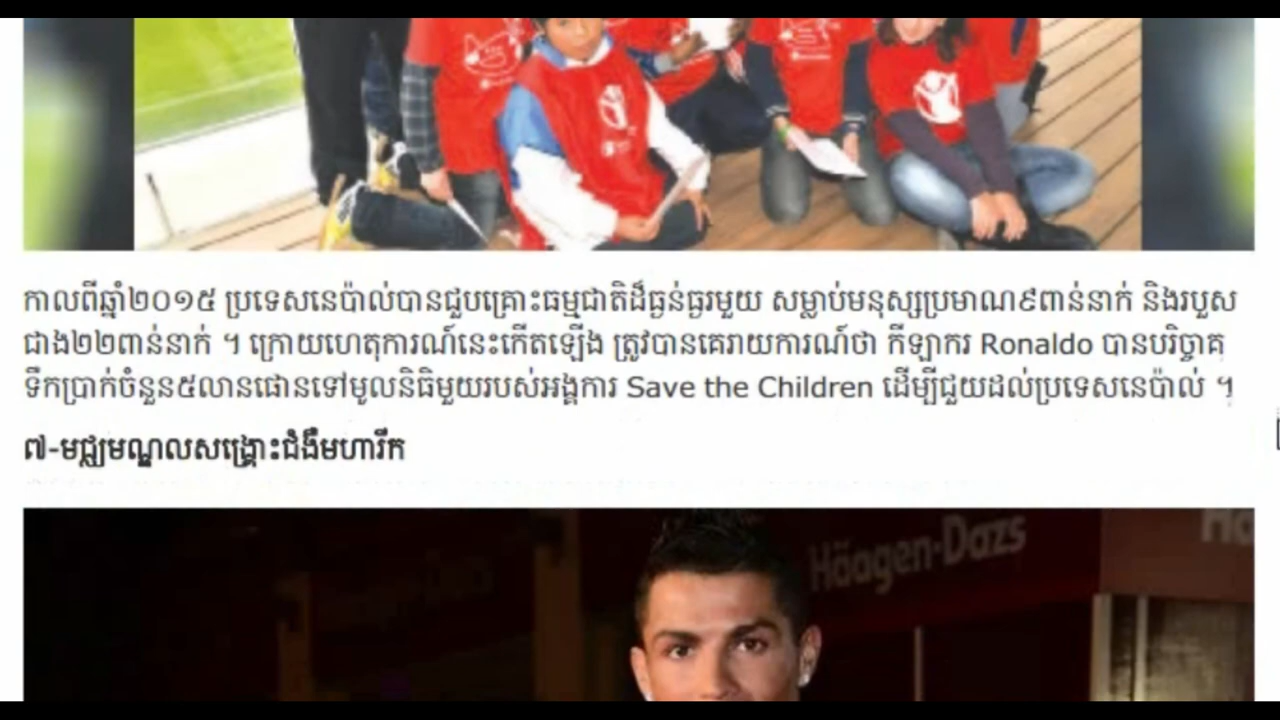 កាលពីឆ្នាំ២០១៥ ប្រទេសនេប៉ាល់បានជួបគ្រោះធម្មជាតិដ៏ធ្ងន់ធ្ងរមួយ សម្លាប់មនុស្សប្រមាណ៩ពាន់នាក់ និងរបួស
ជាង២២ពាន់នាក់ ។ ក្រោយហេតុការណ៍នេះកើតឡើង ត្រូវបានគេរាយការណ៍ថា កីឡាករ Ronaldo បានបរិច្ចាគ
ទឹកប្រាក់ចំនួន៥លានផោនទៅមូលនិធិមួយរបស់អង្គការ Save the Children ដើម្បីជួយដល់ប្រទេសនេប៉ាល់ ។
៧-មជ្ឈមណ្ឌលសង្គ្រោះជំងឺមហារីក
Häagen-Dazs